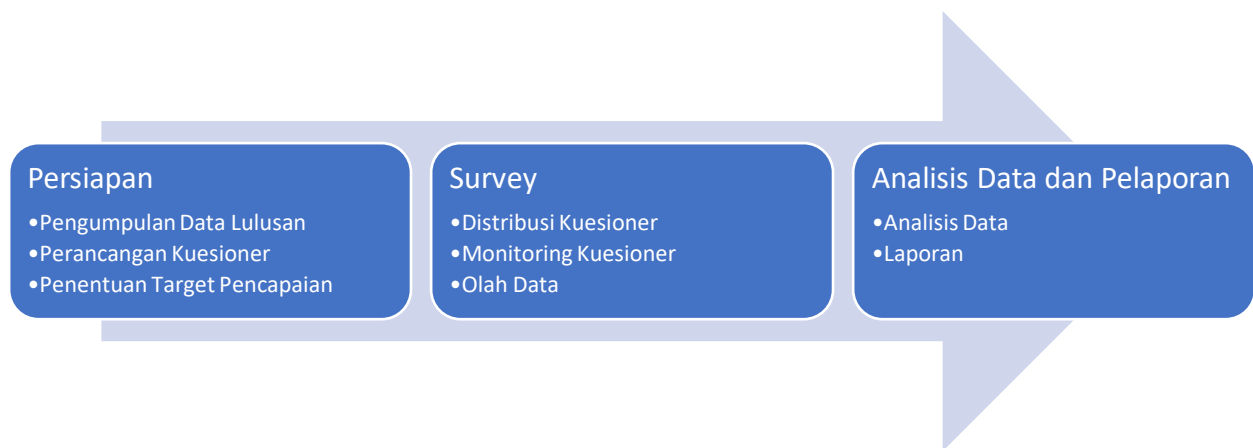 Persiapan
•Pengumpulan Data Lulusan
•Perancangan Kuesioner
•Penentuan Target Pencapaian
Survey
•Distribusi Kuesioner
•Monitoring Kuesioner
•Olah Data
Analisis Data dan Pelaporan
•Analisis Data
•Laporan